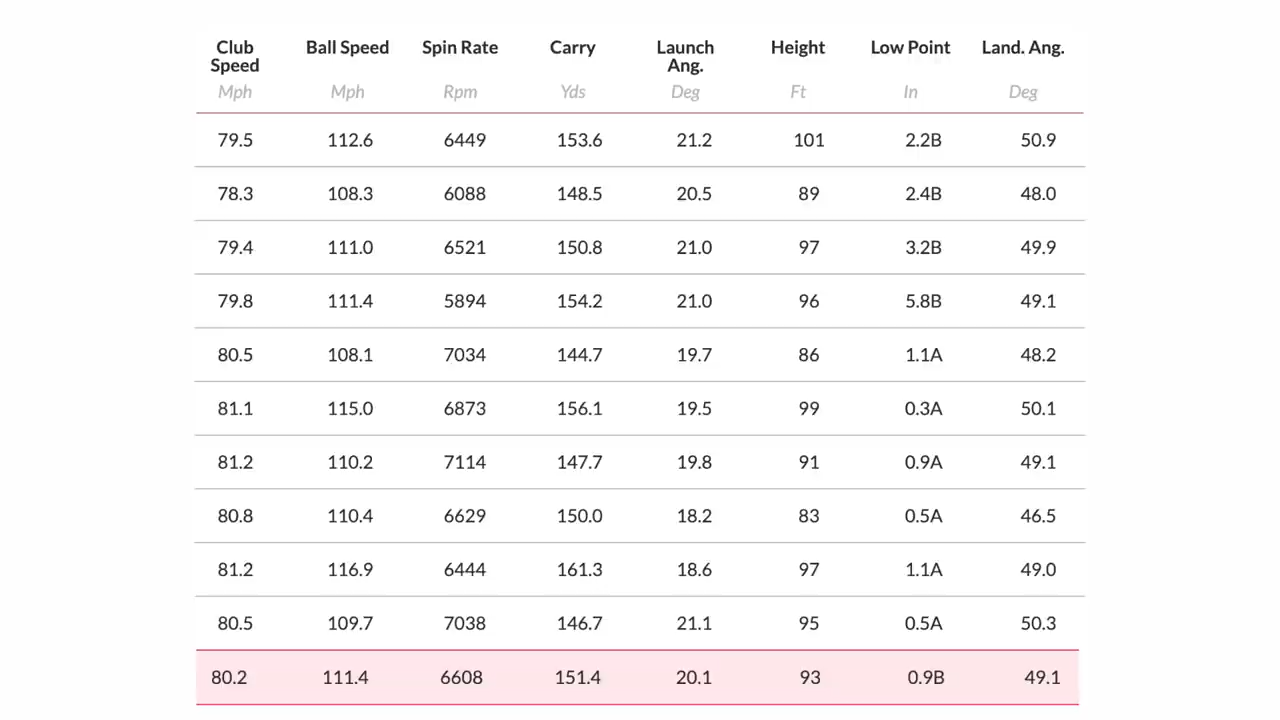 Club Speed Ball Speed Spin Rate Carry Launch Ang. Height Low Point Land. Ang.
Mph Mph Rpm Yds Deg Ft In Deg
79.5 112.6 6449 153.6 21.2 101 2.2B 50.9
78.3 108.3 6088 148.5 20.5 89 2.4B 48.0
79.4 111.0 6521 150.8 21.0 97 3.2B 49.9
79.8 111.4 5894 154.2 21.0 96 5.8B 49.1
80.5 108.1 7034 144.7 19.7 86 1.1A 48.2
81.1 115.0 6873 156.1 19.5 99 0.3A 50.1
81.2 110.2 7114 147.7 19.8 91 0.9A 49.1
80.8 110.4 6629 150.0 18.2 83 0.5A 46.5
81.2 116.9 6444 161.3 18.6 97 1.1A 49.0
80.5 109.7 7038 146.7 21.1 95 0.5A 50.3
80.2 111.4 6608 151.4 20.1 93 0.9B 49.1